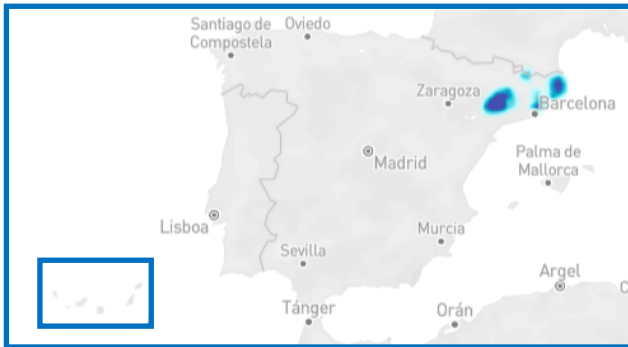 Santiago de
Compostela
Oviedo
Zaragoza
Barcelona
Madrid
Palma de
Mallorca
Lisboa
Murcia
Sevilla
Argel
Tánger
Orán
C